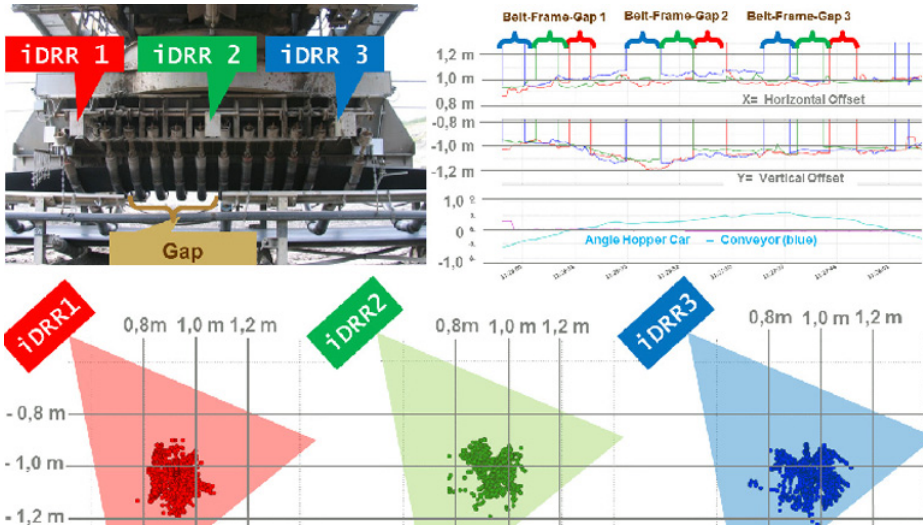 iDRR 1 iDRR 2 iDRR 3
Gap
Belt-Frame-Gap 1 Belt-Frame-Gap 2 Belt-Frame-Gap 3
1,2 m
1,0 m
0,8 m
X= Horizontal Offset
-0,8 m
-1,0 m
-1,2 m
Y= Vertical Offset
1,0
0
-1,0
Angle Hopper Car – Conveyor (blue)
iDRR1
0,8m 1,0 m 1,2 m
iDRR2
0,8m 1,0 m 1,2 m
iDRR3
0,8m 1,0 m 1,2 m
- 0,8 m
- 1,0 m
- 1,2 m